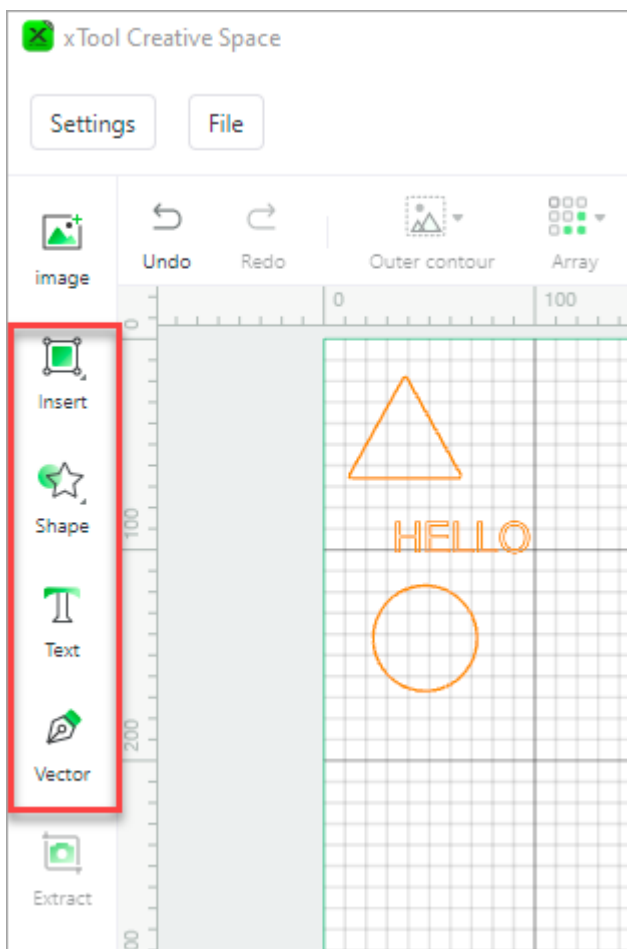 xTool Creative Space
Settings File
image
Undo Redo Outer contour Array
0 100
0
Insert
Shape
100
HELLO
Text
200
Vector
Extract